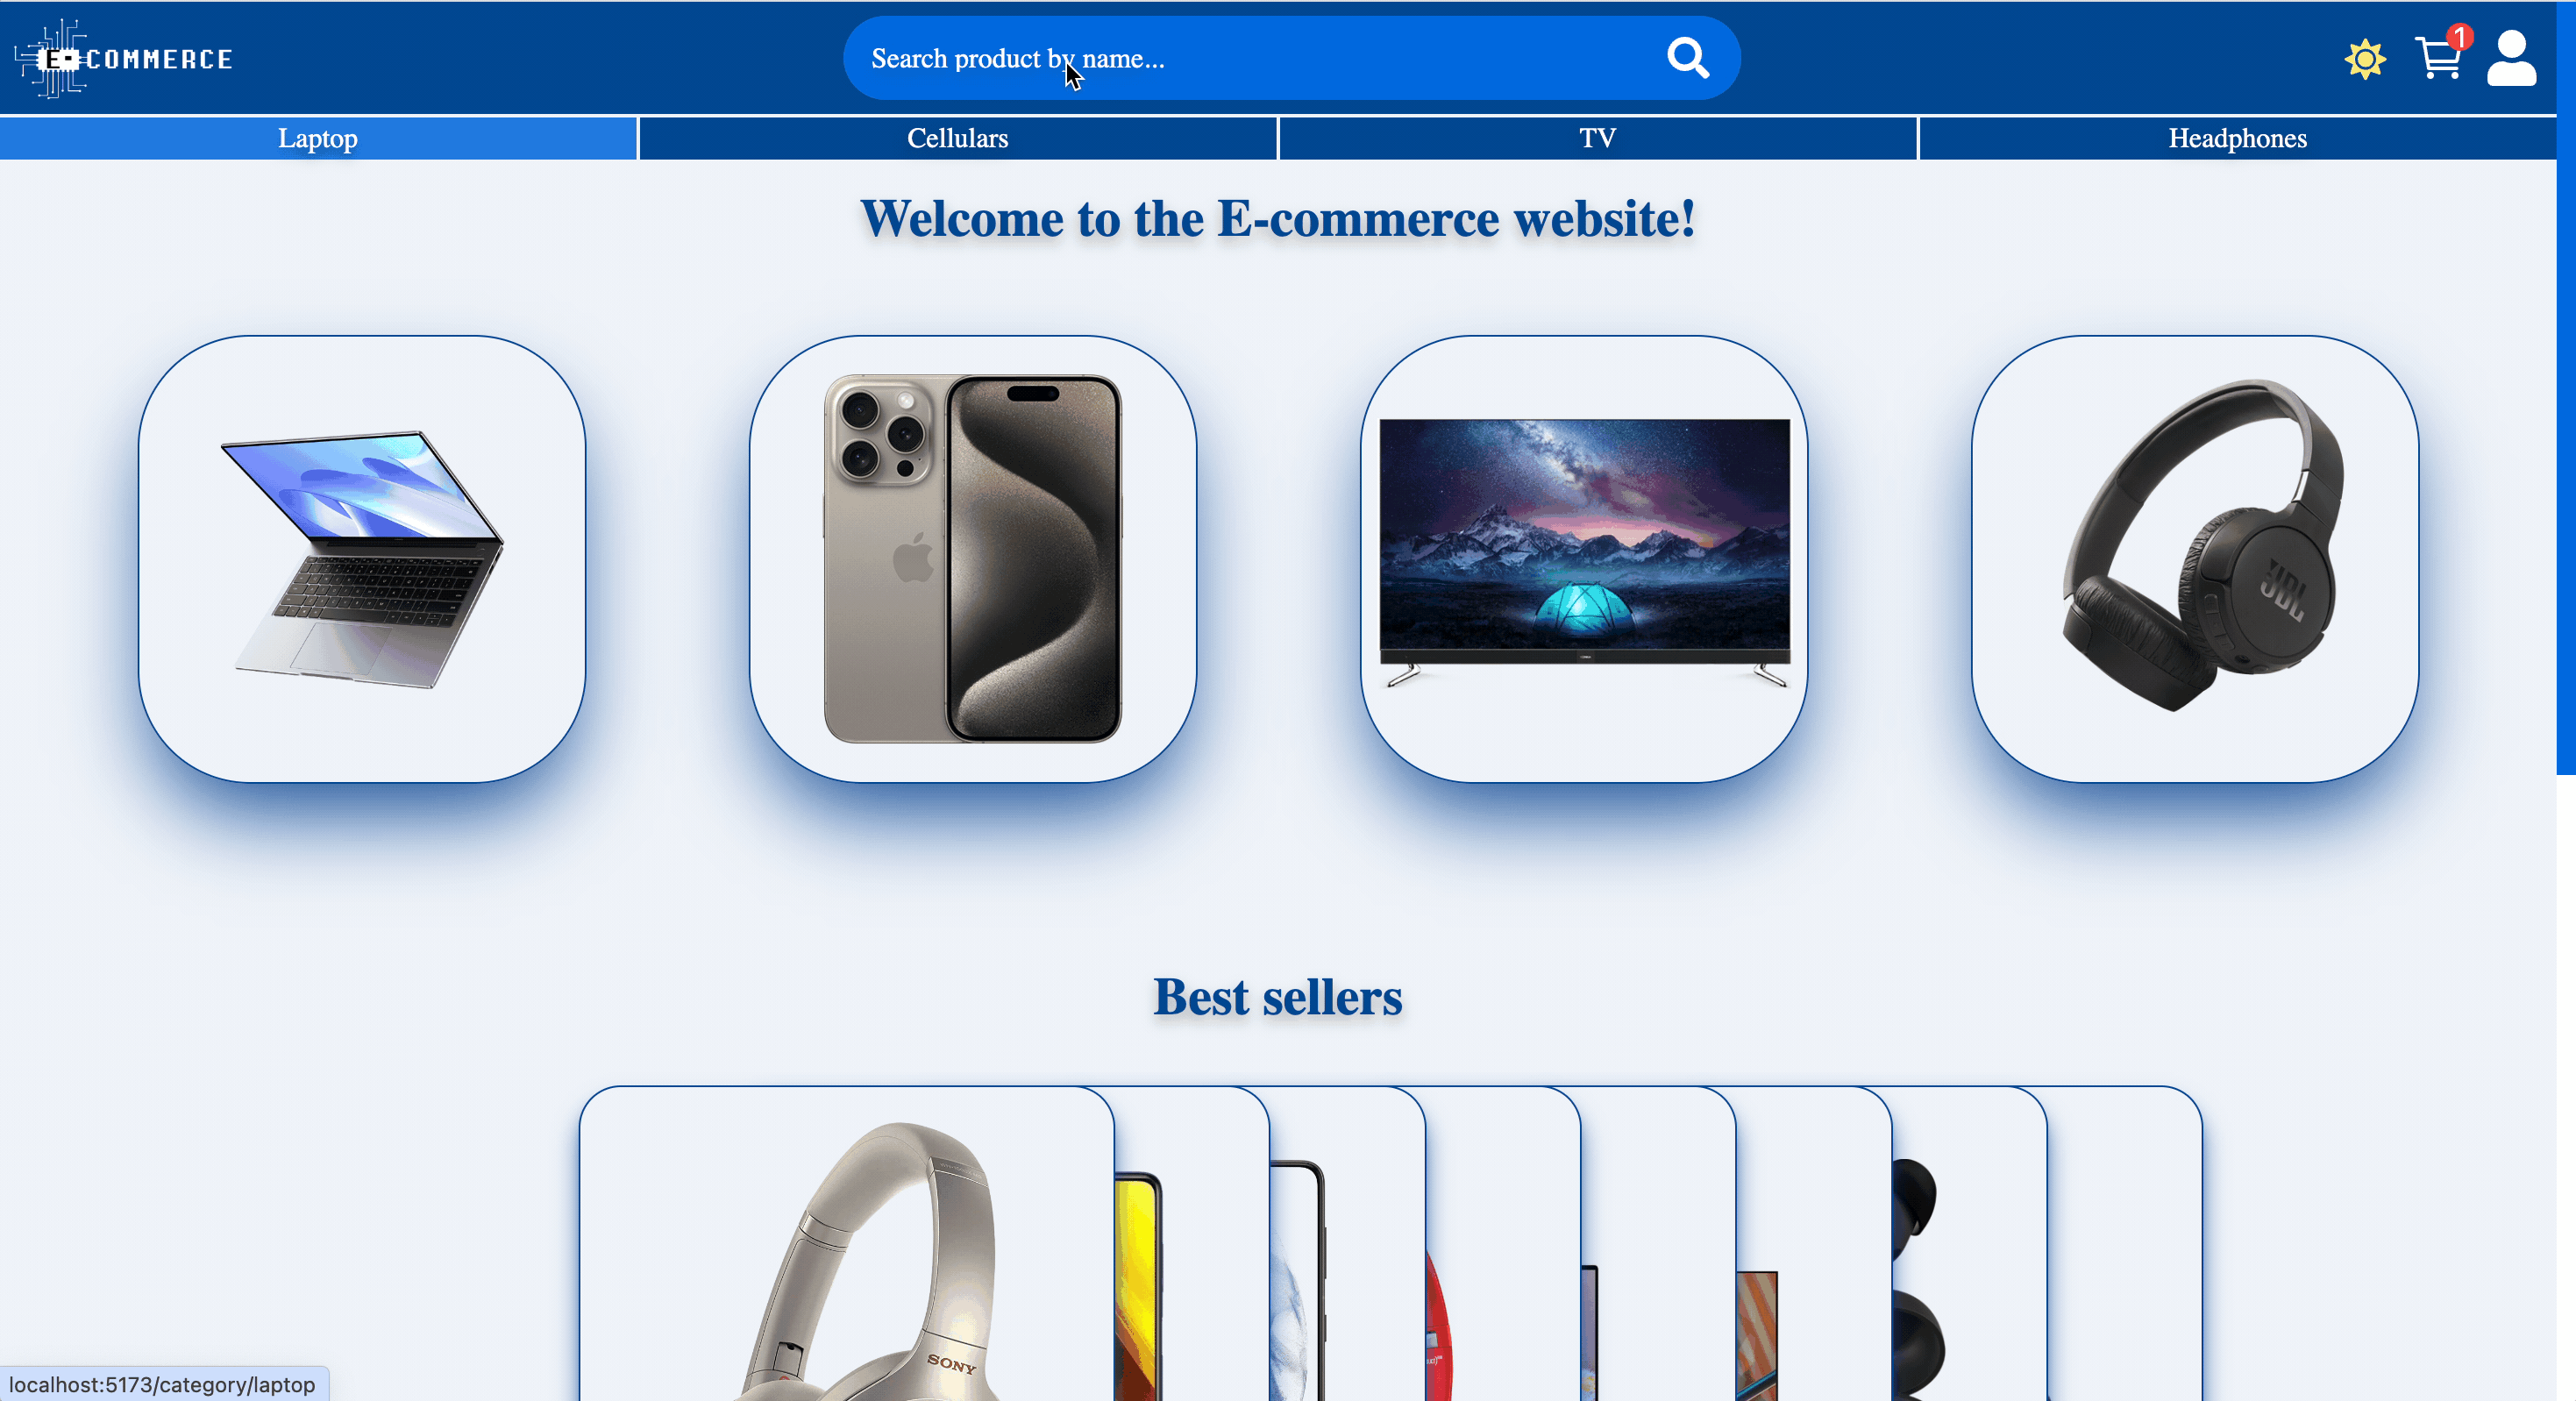 E-COMMERCE
Search product by name...
1
Laptop
Cellulars
TV
Headphones
Welcome to the E-commerce website!
JBL
Best sellers
SONY
localhost:5173/category/laptop